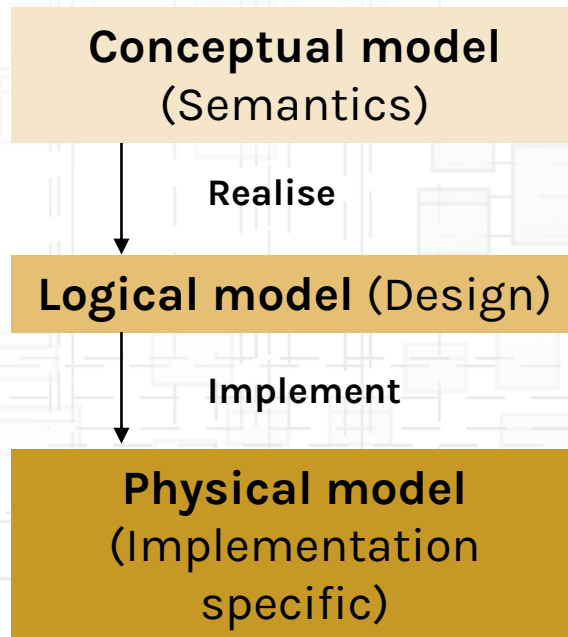 Conceptual model
(Semantics)
Realise
Logical model (Design)
Implement
Physical model
(Implementation
specific)